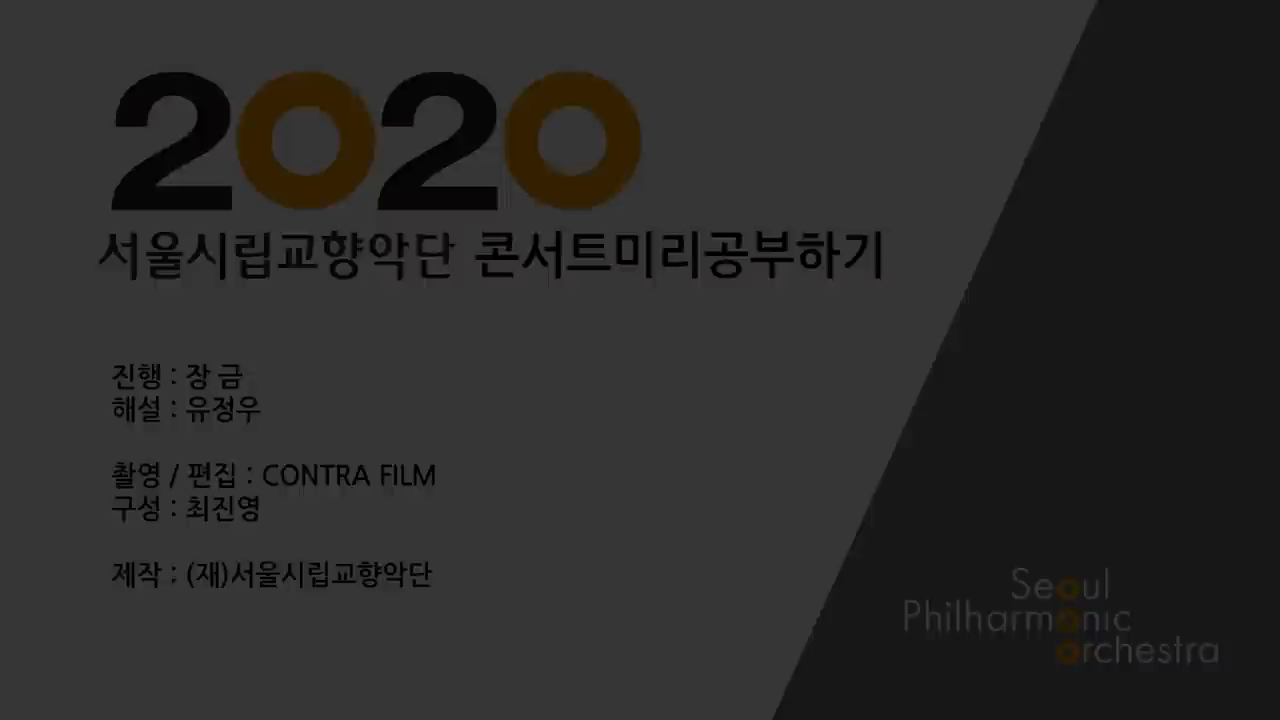 2020
서울시립교향악단 콘서트미리공부하기
진행 : 장 금
해설 : 유정우
촬영 / 편집 : CONTRA FILM
구성 : 최진영
제작 : (재)서울시립교향악단
Seoul
Philharmonic
orchestra